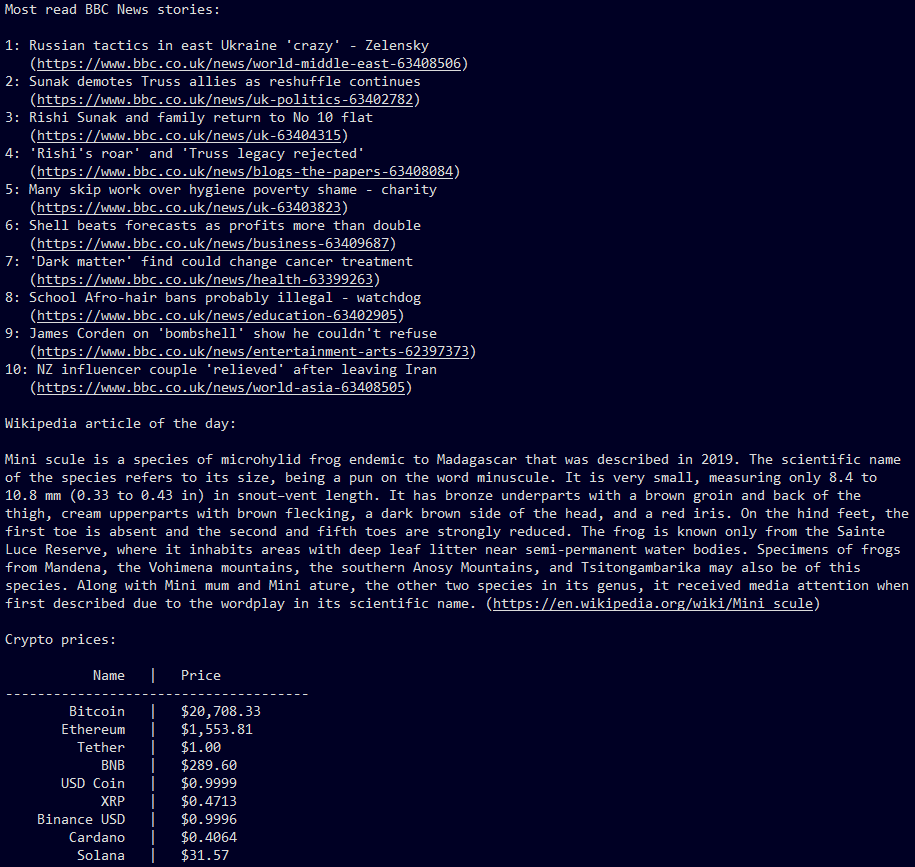 Most read BBC News stories:
1: Russian tactics in east Ukraine 'crazy' - Zelensky
(https://www.bbc.co.uk/news/world-middle-east-63408506)
2: Sunak demotes Truss allies as reshuffle continues
(https://www.bbc.co.uk/news/uk-politics-63402782)
3: Rishi Sunak and family return to No 10 flat
(https://www.bbc.co.uk/news/uk-63404315)
4: 'Rishi's roar' and 'Truss legacy rejected'
(https://www.bbc.co.uk/news/blogs-the-papers-63408084)
5: Many skip work over hygiene poverty shame - charity
(https://www.bbc.co.uk/news/uk-63403823)
6: Shell beats forecasts as profits more than double
(https://www.bbc.co.uk/news/business-63409687)
7: 'Dark matter' find could change cancer treatment
(https://www.bbc.co.uk/news/health-63399263)
8: School Afro-hair bans probably illegal - watchdog
(https://www.bbc.co.uk/news/education-63402905)
9: James Corden on 'bombshell' show he couldn't refuse
(https://www.bbc.co.uk/news/entertainment-arts-62397373)
10: NZ influencer couple 'relieved' after leaving Iran
(https://www.bbc.co.uk/news/world-asia-63408505)
Wikipedia article of the day:
Mini scule is a species of microhylid frog endemic to Madagascar that was described in 2019. The scientific name
of the species refers to its size, being a pun on the word minuscule. It is very small, measuring only 8.4 to
10.8 mm (0.33 to 0.43 in) in snout-vent length. It has bronze underparts with a brown groin and back of the
thigh, cream upperparts with brown flecking, a dark brown side of the head, and a red iris. On the hind feet, the
first toe is absent and the second and fifth toes are strongly reduced. The frog is known only from the Sainte
Luce Reserve, where it inhabits areas with deep leaf litter near semi-permanent water bodies. Specimens of frogs
from Mandena, the Vohimena mountains, the southern Anosy Mountains, and Tsitongambarika may also be of this
species. Along with Mini mum and Mini ature, the other two species in its genus, it received media attention when
first described due to the wordplay in its scientific name. (https://en.wikipedia.org/wiki/Mini_scule)
Crypto prices:
Name | Price
--------------------------------------
Bitcoin | $20,708.33
Ethereum | $1,553.81
Tether | $1.00
BNB | $289.60
USD Coin | $0.9999
XRP | $0.4713
Binance USD | $0.9996
Cardano | $0.4064
Solana | $31.57